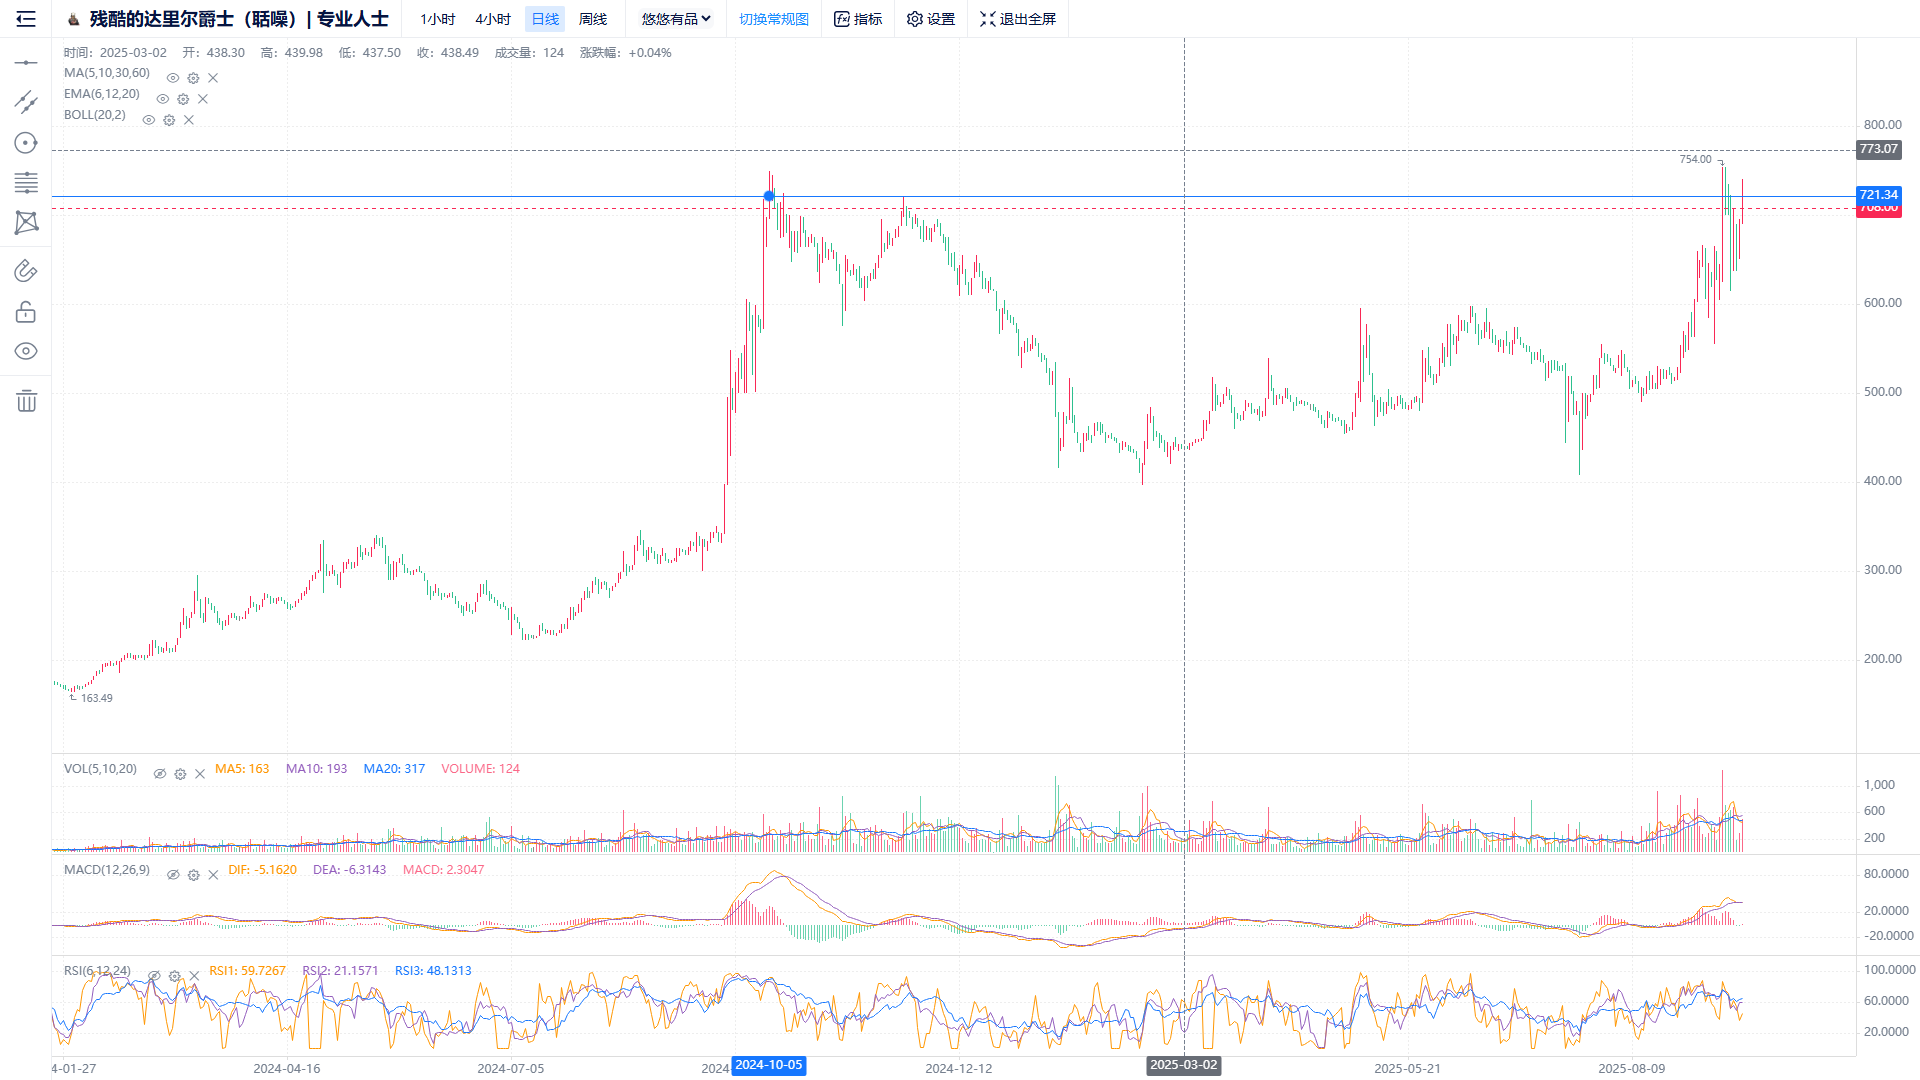 残酷的达里尔爵士（聒噪）| 专业人士 1小时 4小时 日线 周线 悠悠有品 切换常规图 指标 设置 退出全屏
时间: 2025-03-02 开: 438.30 高: 439.98 低: 437.50 收: 438.49 成交量: 124 涨跌幅: +0.04%
MA(5,10,30,60)
EMA(6,12,20)
BOLL(20,2)
800.00
773.07
754.00
721.34
708.00
600.00
500.00
400.00
300.00
200.00
163.49
VOL(5,10,20) MA5: 163 MA10: 193 MA20: 317 VOLUME: 124
1,000
600
200
MACD(12,26,9) DIF: -5.1620 DEA: -6.3143 MACD: 2.3047
80.0000
20.0000
-20.0000
RSI(6,12,24) RSI1: 59.7267 RSI2: 21.1571 RSI3: 48.1313
100.0000
60.0000
20.0000
4-01-27 2024-04-16 2024-07-05 2024 2024-10-05 2024-12-12 2025-03-02 2025-05-21 2025-08-09